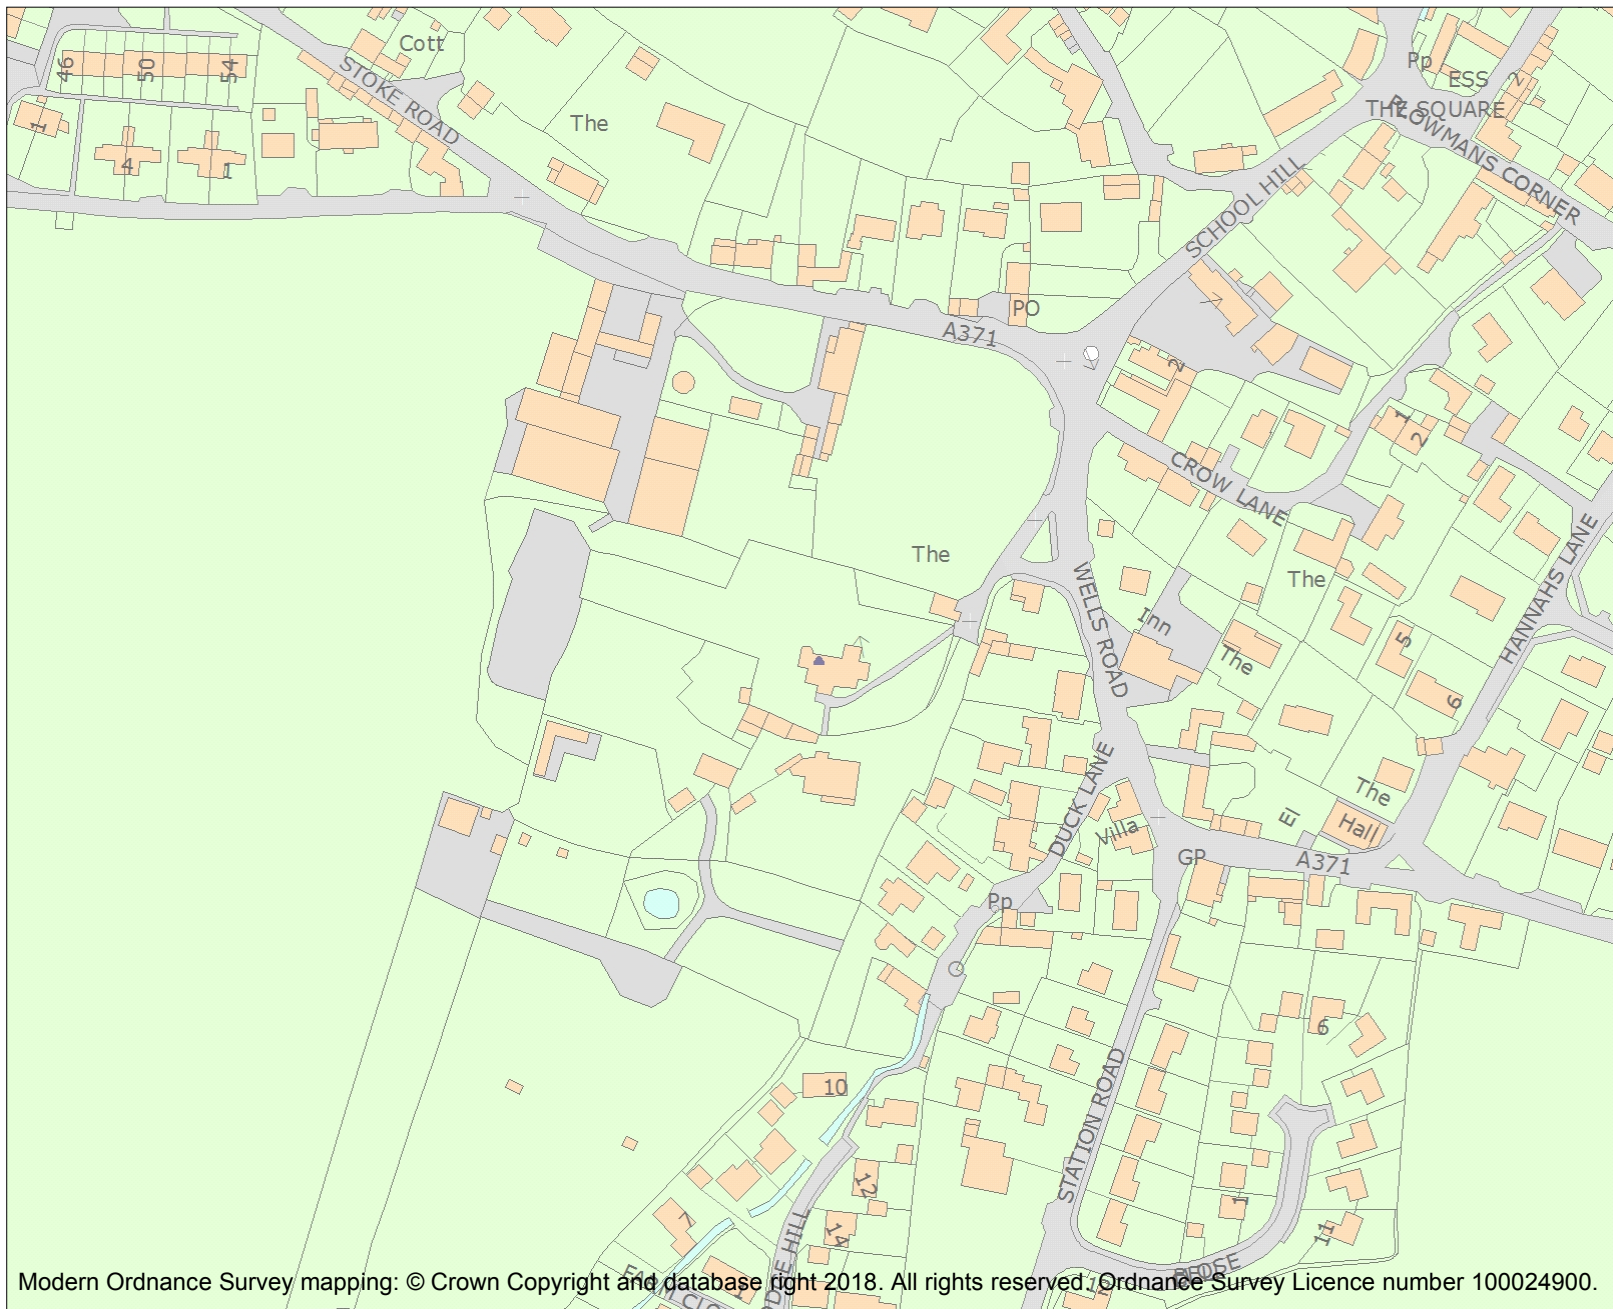 Cott
46
50
54
STOKE ROAD
1
4
1
The
Pp
ESS
2
THE SQUARE
PLOWMANS CORNER
SCHOOL HILL
PO
A371
2
1
2
CROW LANE
The
WELLS ROAD
The
HANNAHS LANE
Inn
The
5
6
DUCK LANE
Villa
The
El
Hall
GP
A371
Pp
6
10
STATION ROAD
12
1
7
14
11
1
Modern Ordnance Survey mapping: © Crown Copyright and database right 2018. All rights reserved. Ordnance Survey Licence number 100024900.